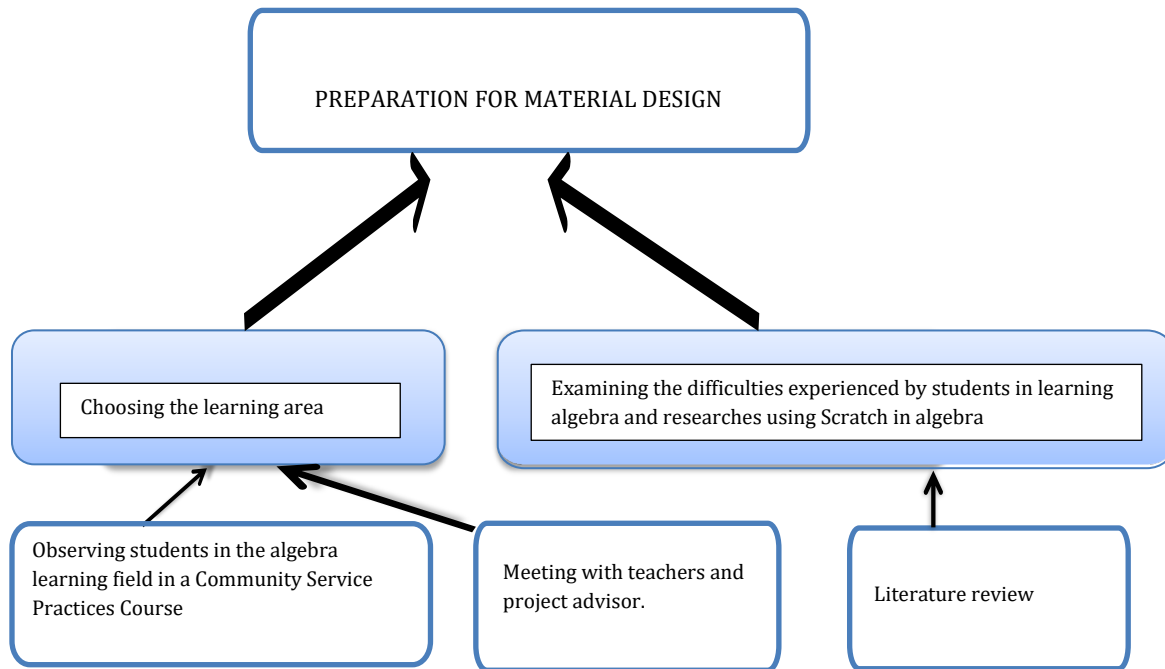 PREPARATION FOR MATERIAL DESIGN
Choosing the learning area
Examining the difficulties experienced by students in learning
algebra and researches using Scratch in algebra
Observing students in the algebra
learning field in a Community Service
Practices Course
Meeting with teachers and
project advisor.
Literature review